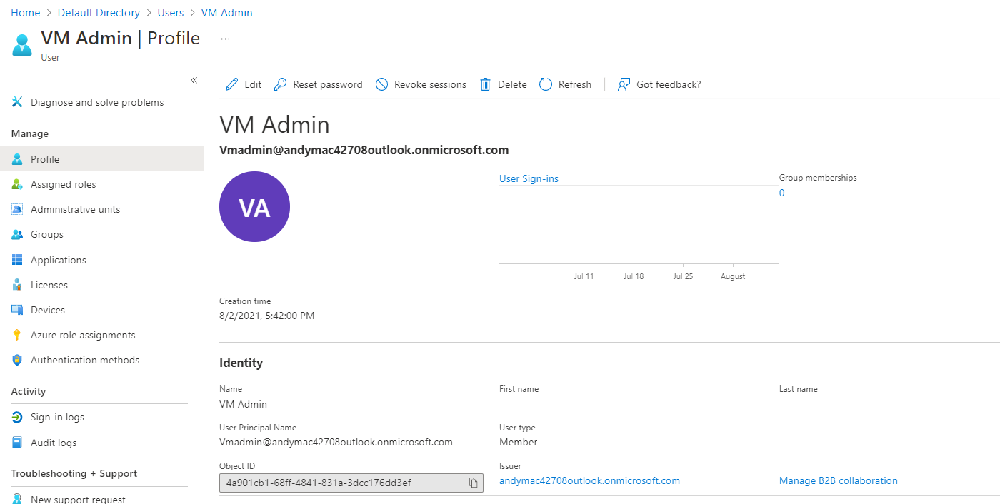 Home > Default Directory > Users > VM Admin
VM Admin | Profile ...
User
«
Diagnose and solve problems
Manage
Profile
Assigned roles
Administrative units
Groups
Applications
Licenses
Devices
Azure role assignments
Authentication methods
Activity
Sign-in logs
Audit logs
Troubleshooting + Support
New support request
Edit Reset password Revoke sessions Delete Refresh Got feedback?
VM Admin
Vmadmin@andymac42708outlook.onmicrosoft.com
VA
User Sign-ins
Jul 11 Jul 18 Jul 25 August
Group memberships
0
Creation time
8/2/2021, 5:42:00 PM
Identity
Name First name Last name
VM Admin -- -- -- --
User Principal Name User type
Vmadmin@andymac42708outlook.onmicrosoft.com Member
Object ID Issuer
4a901cb1-68ff-4841-831a-3dcc176dd3ef andymac42708outlook.onmicrosoft.com Manage B2B collaboration